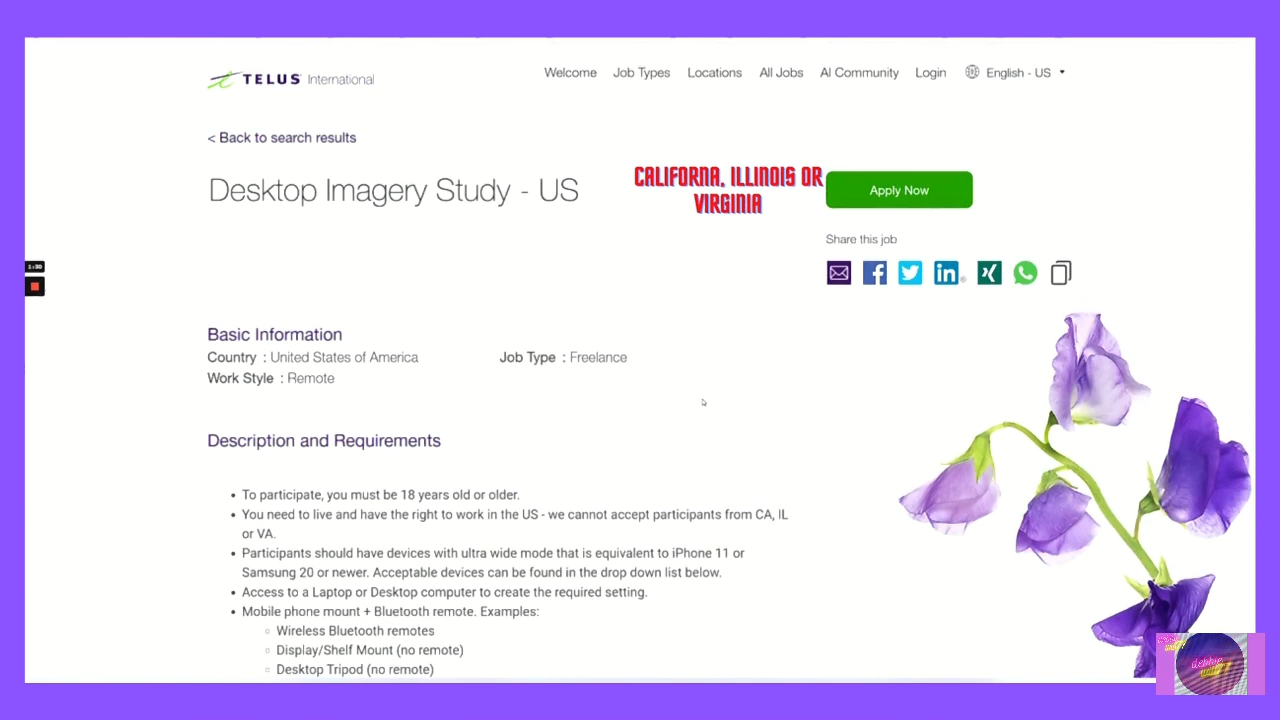 TELUS International
Welcome Job Types Locations All Jobs AI Community Login English - US
< Back to search results
Desktop Imagery Study - US
CALIFORNA, ILLINOIS OR
VIRGINIA
Apply Now
Share this job
1:30
Basic Information
Country : United States of America Job Type : Freelance
Work Style : Remote
Description and Requirements
To participate, you must be 18 years old or older.
You need to live and have the right to work in the US - we cannot accept participants from CA, IL
or VA.
Participants should have devices with ultra wide mode that is equivalent to iPhone 11 or
Samsung 20 or newer. Acceptable devices can be found in the drop down list below.
Access to a Laptop or Desktop computer to create the required setting.
Mobile phone mount + Bluetooth remote. Examples:
Wireless Bluetooth remotes
Display/Shelf Mount (no remote)
Desktop Tripod (no remote)